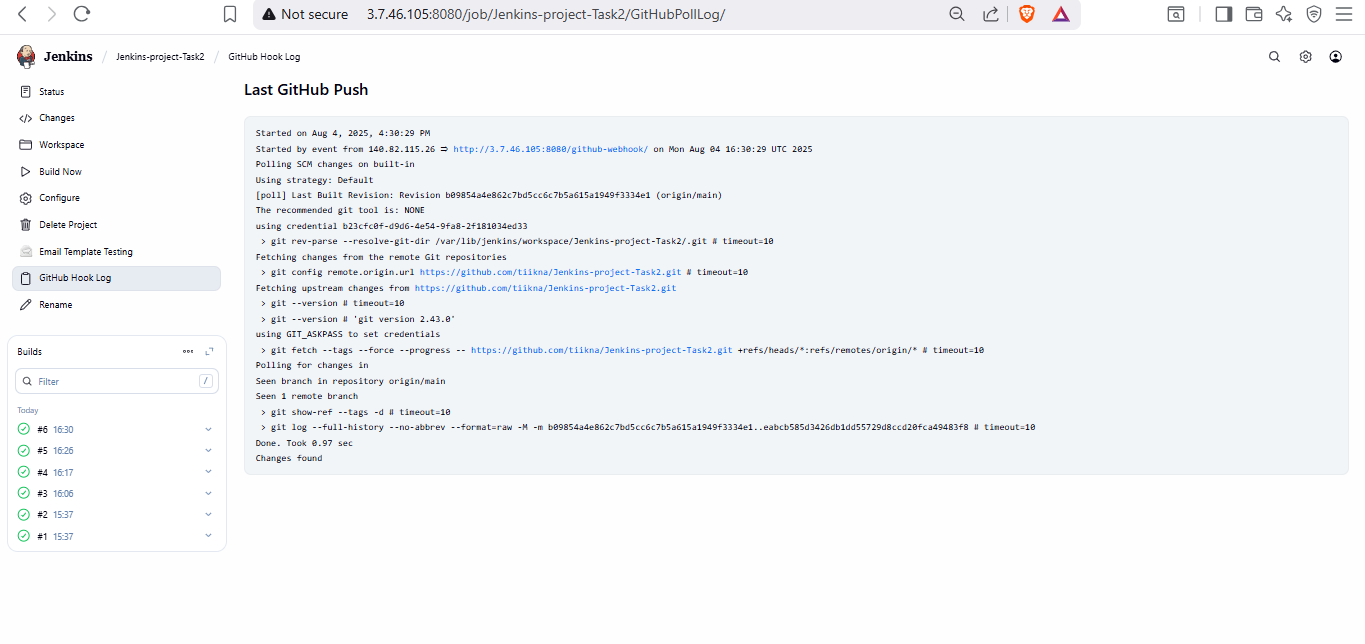 Not secure 3.7.46.105:8080/job/Jenkins-project-Task2/GitHubPollLog/
Jenkins / Jenkins-project-Task2 / GitHub Hook Log
Status
Changes
Workspace
Build Now
Configure
Delete Project
Email Template Testing
GitHub Hook Log
Rename
Builds
Filter /
Today
#6 16:30
#5 16:26
#4 16:17
#3 16:06
#2 15:37
#1 15:37
Last GitHub Push
Started on Aug 4, 2025, 4:30:29 PM
Started by event from 140.82.115.26 ⇒ http://3.7.46.105:8080/github-webhook/ on Mon Aug 04 16:30:29 UTC 2025
Polling SCM changes on built-in
Using strategy: Default
[poll] Last Built Revision: Revision b09854a4e862c7bd5cc6c7b5a615a1949f3334e1 (origin/main)
The recommended git tool is: NONE
using credential b23cfc0f-d9d6-4e54-9fa8-2f181034ed33
> git rev-parse --resolve-git-dir /var/lib/jenkins/workspace/Jenkins-project-Task2/.git # timeout=10
Fetching changes from the remote Git repositories
> git config remote.origin.url https://github.com/tiikna/Jenkins-project-Task2.git # timeout=10
Fetching upstream changes from https://github.com/tiikna/Jenkins-project-Task2.git
> git --version # timeout=10
> git --version # 'git version 2.43.0'
using GIT_ASKPASS to set credentials
> git fetch --tags --force --progress -- https://github.com/tiikna/Jenkins-project-Task2.git +refs/heads/*:refs/remotes/origin/* # timeout=10
Polling for changes in
Seen branch in repository origin/main
Seen 1 remote branch
> git show-ref --tags -d # timeout=10
> git log --full-history --no-abbrev --format=raw -M -m b09854a4e862c7bd5cc6c7b5a615a1949f3334e1..eabcb585d3426db1dd55729d8ccd20fca49483f8 # timeout=10
Done. Took 0.97 sec
Changes found